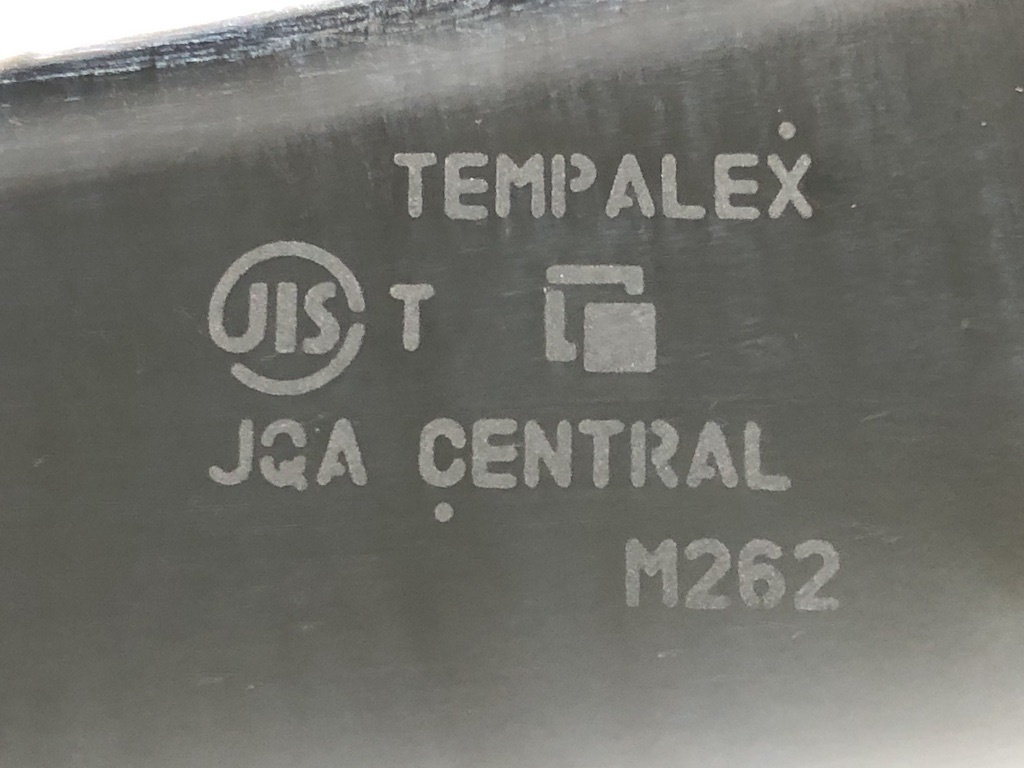 TEMPALEX
JIS T
JQA CENTRAL
M262